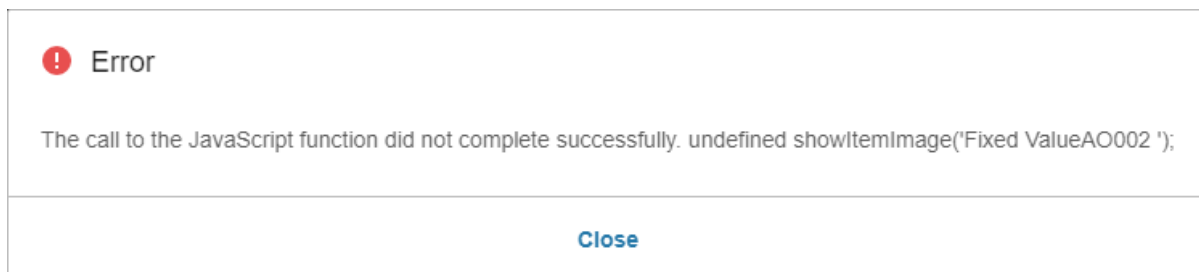 Error
The call to the JavaScript function did not complete successfully. undefined showItemImage('Fixed ValueAO002 ');
Close